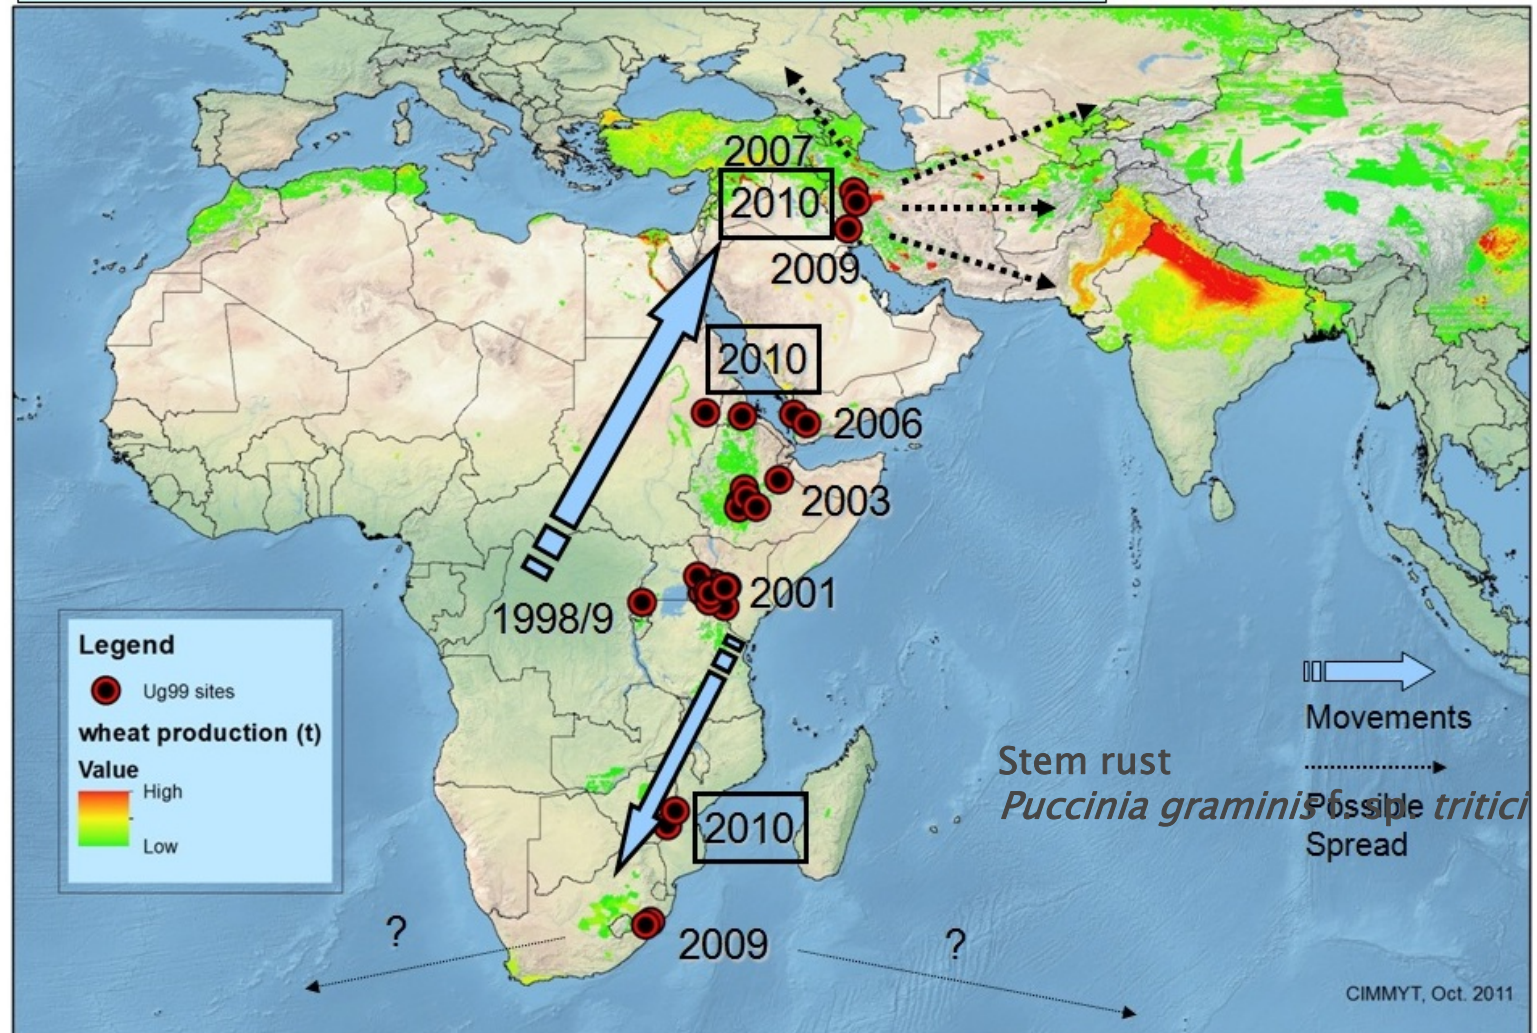 2007
2010
2009
2010
2006
2003
2001
1998/9
Legend
Ug99 sites
wheat production (t)
Value
High
Low
Movements
Stem rust
Puccinia graminis f. sp. tritici
Possible
Spread
2010
?
2009
?
CIMMYT, Oct. 2011